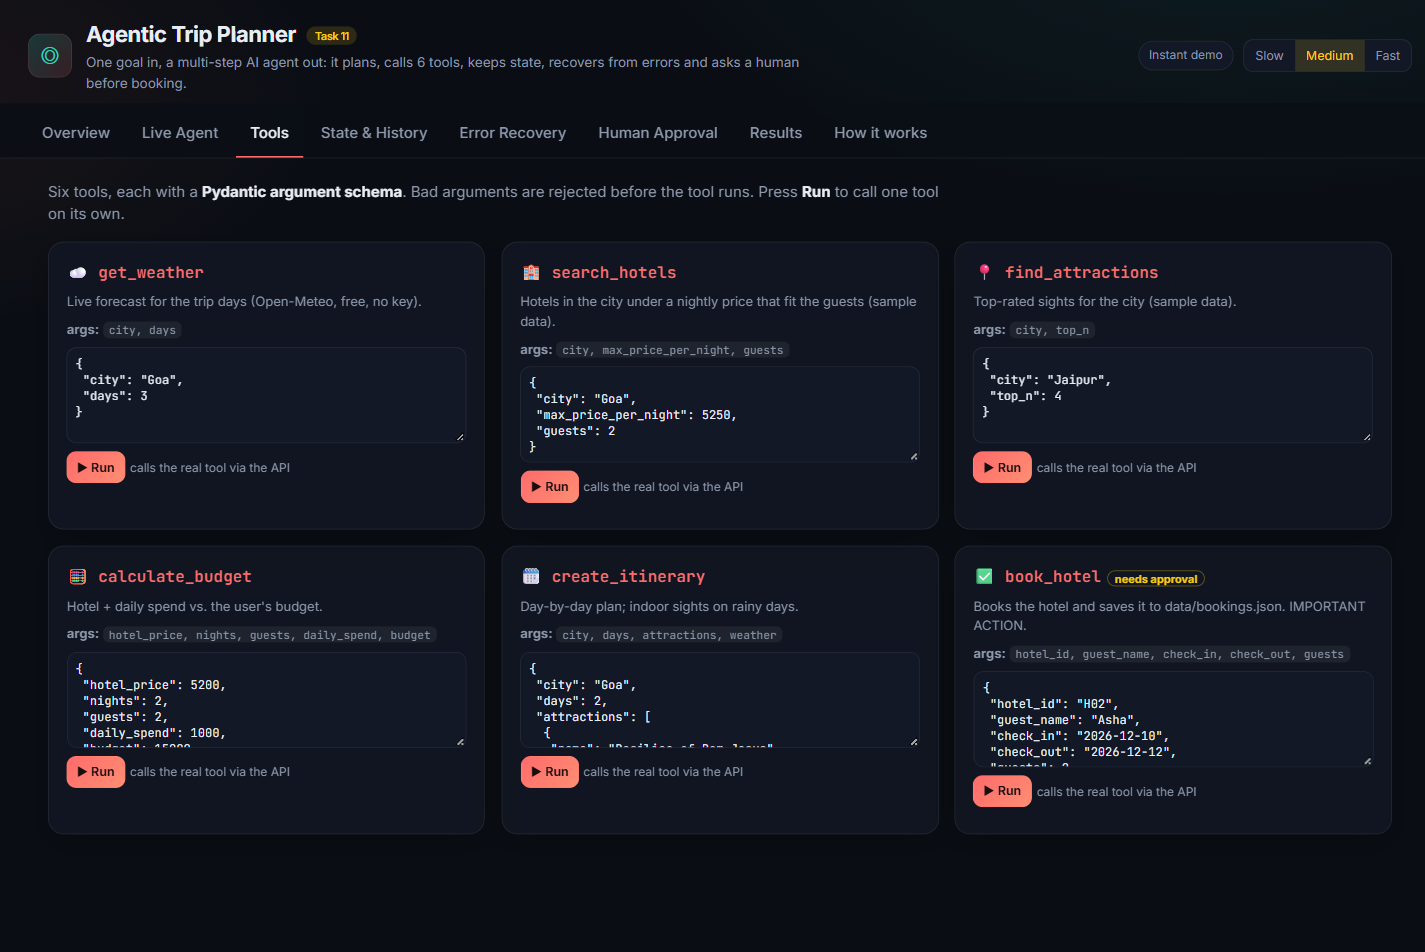 Agentic Trip Planner
Task 11
One goal in, a multi-step AI agent out: it plans, calls 6 tools, keeps state, recovers from errors and asks a human
before booking.
Instant demo
Slow
Medium
Fast
Overview
Live Agent
Tools
State & History
Error Recovery
Human Approval
Results
How it works
Six tools, each with a Pydantic argument schema. Bad arguments are rejected before the tool runs. Press Run to call one tool
on its own.
get_weather
Live forecast for the trip days (Open-Meteo, free, no key).
args: city, days
{
"city": "Goa",
"days": 3
}
▶ Run calls the real tool via the API
search_hotels
Hotels in the city under a nightly price that fit the guests (sample
data).
args: city, max_price_per_night, guests
{
"city": "Goa",
"max_price_per_night": 5250,
"guests": 2
}
▶ Run calls the real tool via the API
find_attractions
Top-rated sights for the city (sample data).
args: city, top_n
{
"city": "Jaipur",
"top_n": 4
}
▶ Run calls the real tool via the API
calculate_budget
Hotel + daily spend vs. the user's budget.
args: hotel_price, nights, guests, daily_spend, budget
{
"hotel_price": 5200,
"nights": 2,
"guests": 2,
"daily_spend": 1000,
▶ Run calls the real tool via the API
create_itinerary
Day-by-day plan; indoor sights on rainy days.
args: city, days, attractions, weather
{
"city": "Goa",
"days": 2,
"attractions": [
{
▶ Run calls the real tool via the API
book_hotel
needs approval
Books the hotel and saves it to data/bookings.json. IMPORTANT
ACTION.
args: hotel_id, guest_name, check_in, check_out, guests
{
"hotel_id": "H02",
"guest_name": "Asha",
"check_in": "2026-12-10",
"check_out": "2026-12-12",
▶ Run calls the real tool via the API